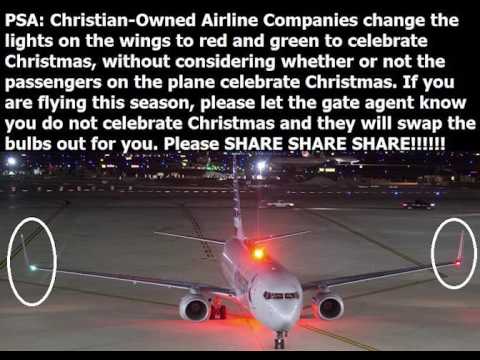 PSA: Christian-Owned Airline Companies change the
lights on the wings to red and green to celebrate
Christmas, without considering whether or not the
passengers on the plane celebrate Christmas. If you
are flying this season, please let the gate agent know
you do not celebrate Christmas and they will swap the
bulbs out for you. Please SHARE SHARE SHARE!!!!!!